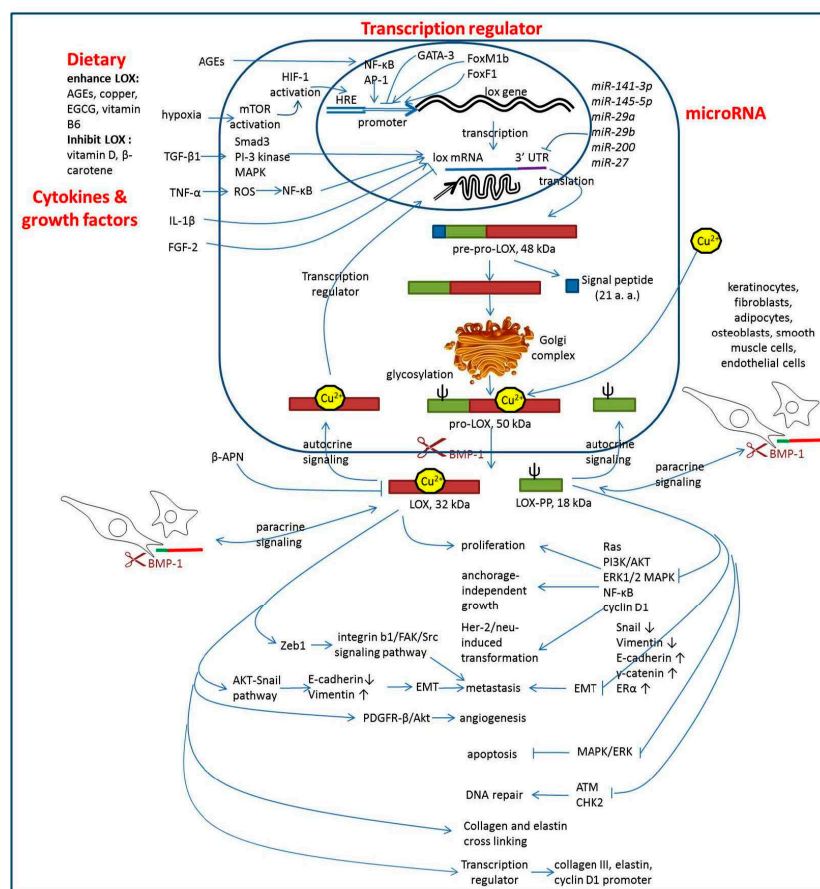 Transcription regulator
Dietary
enhance LOX:
AGEs, copper,
EGCG, vitamin
B6
Inhibit LOX :
vitamin D, β-
carotene
Cytokines &
growth factors
AGEs
hypoxia
mTOR
activation
HIF-1
activation
TGF-β1
Smad3
PI-3 kinase
MAPK
TNF-α
ROS
NF-κB
IL-1β
FGF-2
NF-κB
AP-1
GATA-3
FoxM1b
FoxF1
HRE
promoter
lox gene
transcription
lox mRNA
3' UTR
translation
microRNA
miR-141-3p
miR-145-5p
miR-29a
miR-29b
miR-200
miR-27
pre-pro-LOX, 48 kDa
Signal peptide
(21 a. a.)
Cu2+
Transcription
regulator
Golgi
complex
glycosylation
keratinocytes,
fibroblasts,
adipocytes,
osteoblasts, smooth
muscle cells,
endothelial cells
Cu2+
Cu2+
ψ
ψ
pro-LOX, 50 kDa
autocrine
signaling
BMP-1
autocrine
signaling
BMP-1
β-APN
Cu2+
ψ
LOX, 32 kDa
LOX-PP, 18 kDa
paracrine
signaling
paracrine
signaling
BMP-1
proliferation
anchorage-
independent
growth
Her-2/neu-
induced
transformation
Ras
PI3K/AKT
ERK1/2 MAPK
NF-κB
cyclin D1
Zeb1
integrin b1/FAK/Src
signaling pathway
Snail ↓
Vimentin ↓
E-cadherin ↑
γ-catenin ↑
ERα ↑
AKT-Snail
pathway
E-cadherin↓
Vimentin ↑
EMT
metastasis
EMT
PDGFR-β/Akt
angiogenesis
apoptosis
MAPK/ERK
DNA repair
ATM
CHK2
Collagen and elastin
cross linking
Transcription
regulator
collagen III, elastin,
cyclin D1 promoter